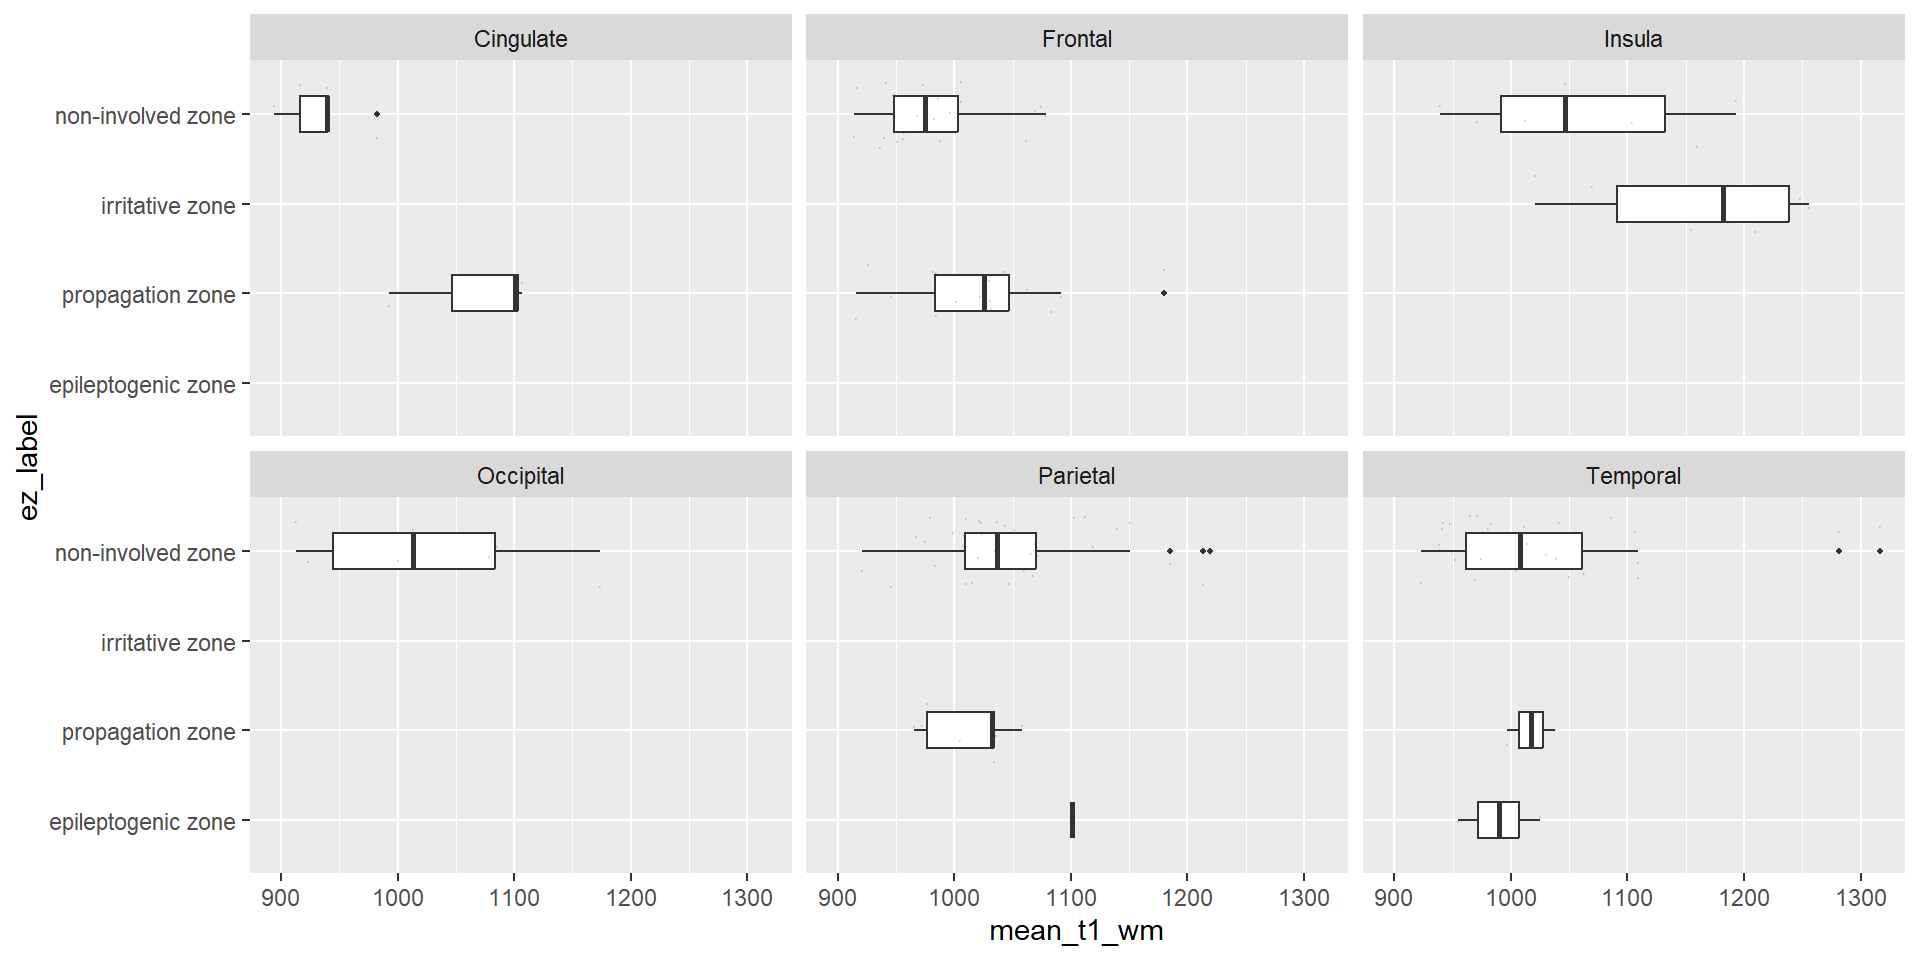 Cingulate
Frontal
Insula
non-involved zone
irritative zone
propagation zone
epileptogenic zone
ez_label
Occipital
Parietal
Temporal
non-involved zone
irritative zone
propagation zone
epileptogenic zone
900 1000 1100 1200 1300
900 1000 1100 1200 1300
900 1000 1100 1200 1300
mean_t1_wm